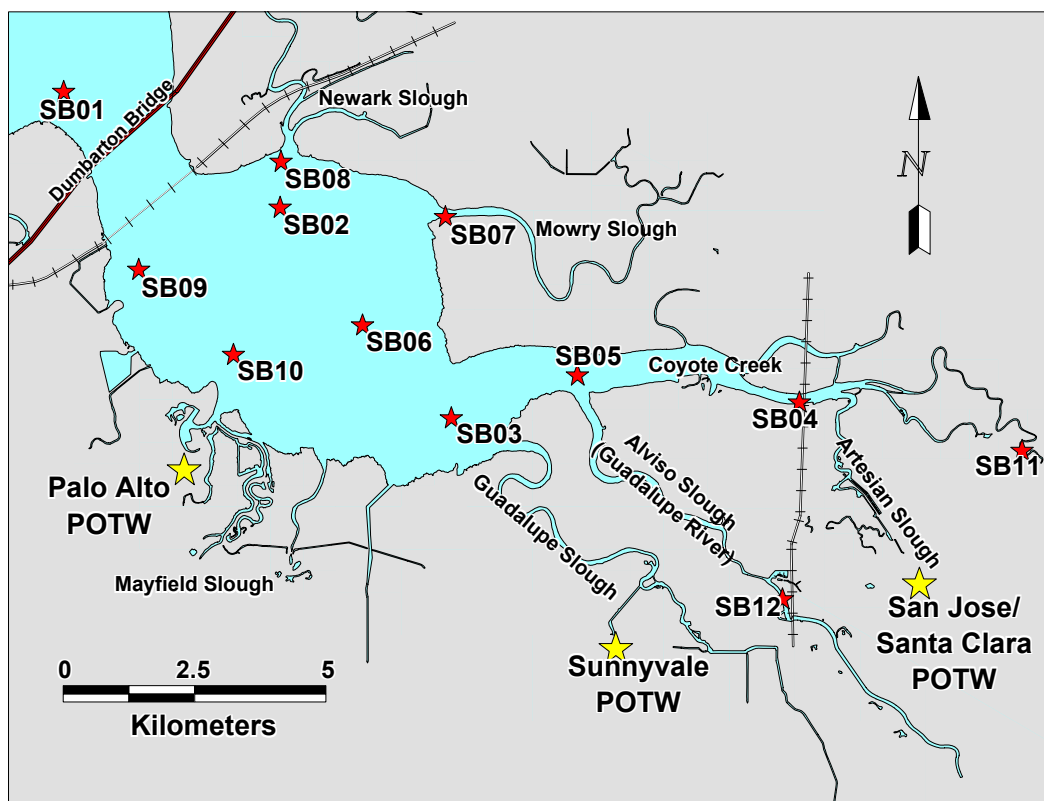 SB01
Dumbarton Bridge
Newark Slough
SB08
SB02
SB07
Mowry Slough
N
SB09
SB06
SB10
SB05
Coyote Creek
SB04
SB03
SB11
Palo Alto
POTW
Guadalupe Slough
Alviso Slough
(Guadalupe River)
Artesian Slough
Mayfield Slough
SB12
San Jose/
Santa Clara
POTW
Sunnyvale
POTW
0 2.5 5
Kilometers